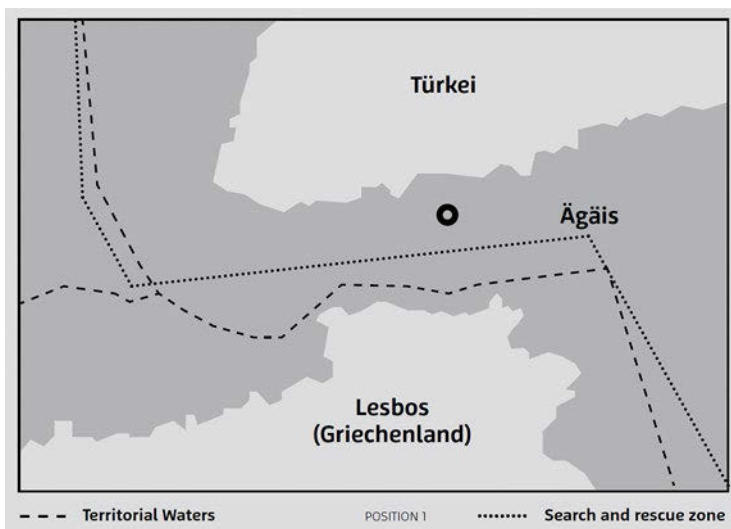 Türkei
Ägäis
Lesbos
(Griechenland)
Territorial Waters
POSITION 1
Search and rescue zone